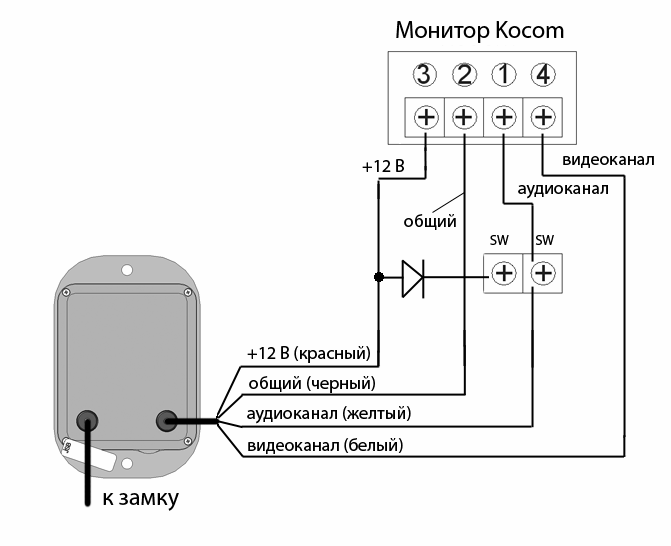 Монитор Kocom
3 2 1 4
+12 В
видеоканал
аудиоканал
общий
SW SW
+12 В (красный)
общий (черный)
аудиоканал (желтый)
видеоканал (белый)
JSB
к замку